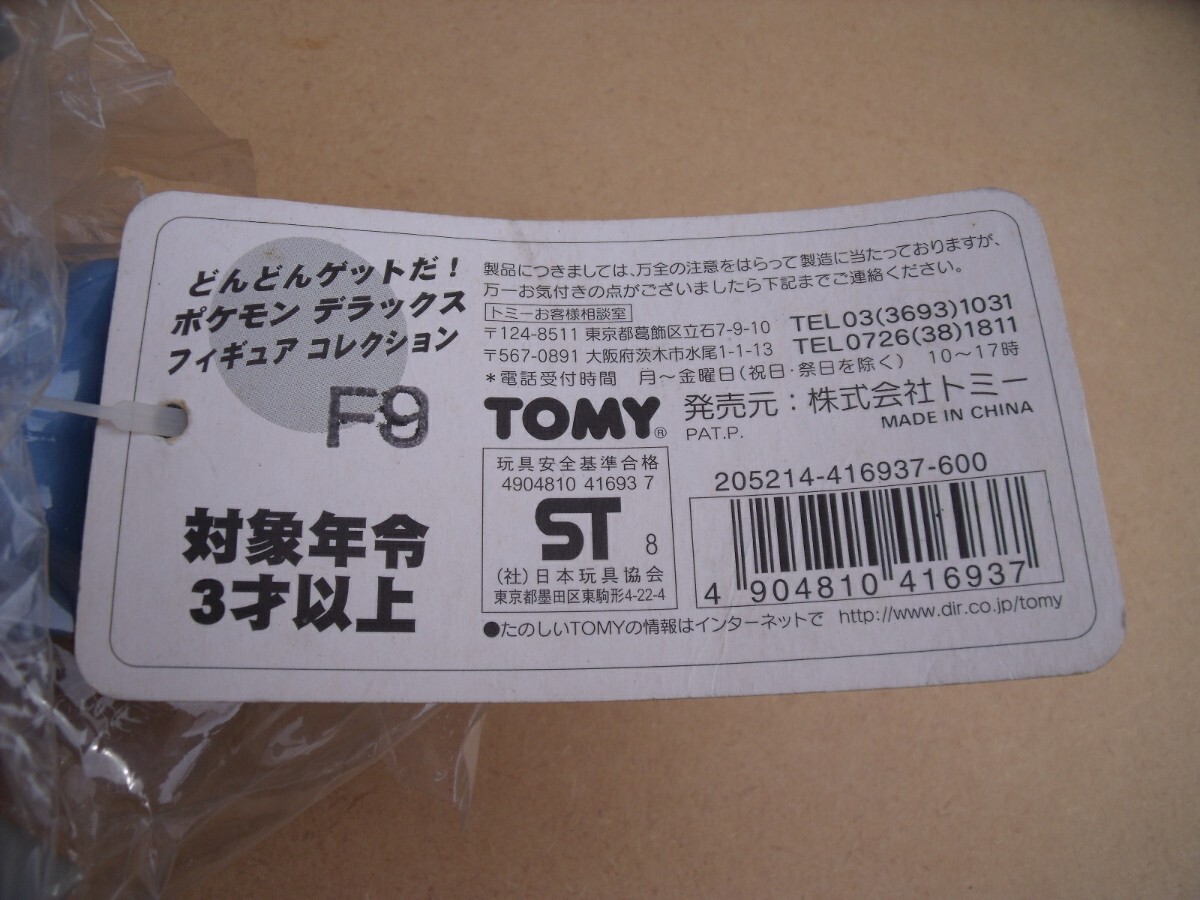 どんどんゲットだ!
ポケモン デラックス
フィギュア コレクション
F9
対象年令
3才以上
製品につきましては、万全の注意をはらって製造に当たっておりますが、
万一お気付きの点がございましたら下記までご連絡ください。
トミーお客様相談室
〒124-8511 東京都葛飾区立石7-9-10 TEL03(3693)1031
〒567-0891 大阪府茨木市水尾1-1-13 TEL0726(38)1811
*電話受付時間 月〜金曜日(祝日・祭日を除く) 10〜17時
TOMY® 発売元:株式会社トミー
PAT.P. MADE IN CHINA
玩具安全基準合格
4904810 41693 7
ST 8
(社)日本玩具協会
東京都墨田区東駒形4-22-4
205214-416937-600
4 904810 416937
●たのしいTOMYの情報はインターネットで http://www.dir.co.jp/tomy